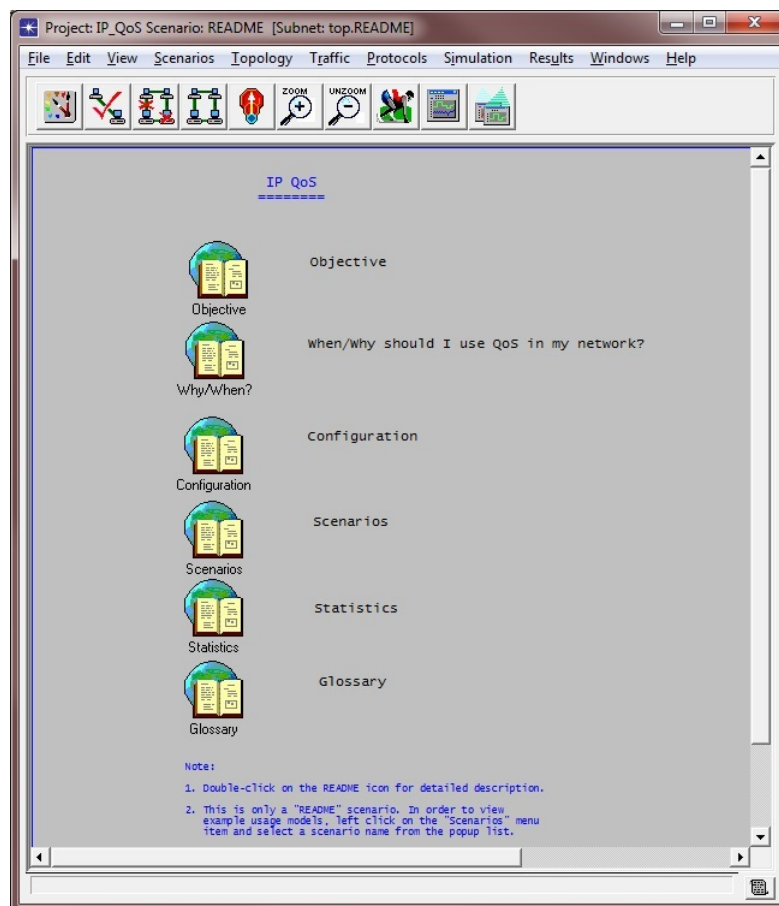 Project: IP_QoS Scenario: README [Subnet: top.README]
File Edit View Scenarios Topology Traffic Protocols Simulation Results Windows Help
ZOOM UNZOOM
IP QoS
========
Objective
Objective
When/Why should I use QoS in my network?
Why/When?
Configuration
Configuration
Scenarios
Scenarios
Statistics
Statistics
Glossary
Glossary
Note:
1. Double-click on the README icon for detailed description.
2. This is only a "README" scenario. In order to view
example usage models, left click on the "Scenarios" menu
item and select a scenario name from the popup list.